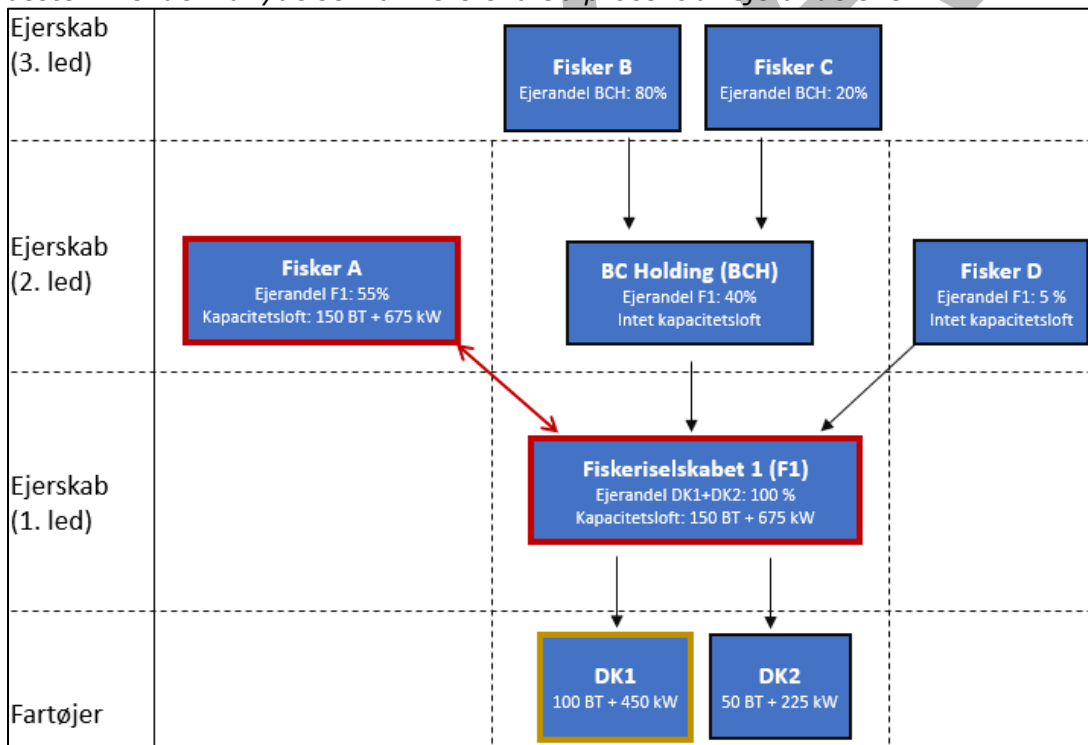 Ejerskab
(3. led)
Fisker B
Ejerandel BCH: 80%
Fisker C
Ejerandel BCH: 20%
Ejerskab
(2. led)
Fisker A
Ejerandel F1: 55%
Kapacitetsloft: 150 BT + 675 kW
BC Holding (BCH)
Ejerandel F1: 40%
Intet kapacitetsloft
Fisker D
Ejerandel F1: 5 %
Intet kapacitetsloft
Ejerskab
(1. led)
Fiskeriselskabet 1 (F1)
Ejerandel DK1+DK2: 100 %
Kapacitetsloft: 150 BT + 675 kW
Fartøjer
DK1
100 BT + 450 kW
DK2
50 BT + 225 kW